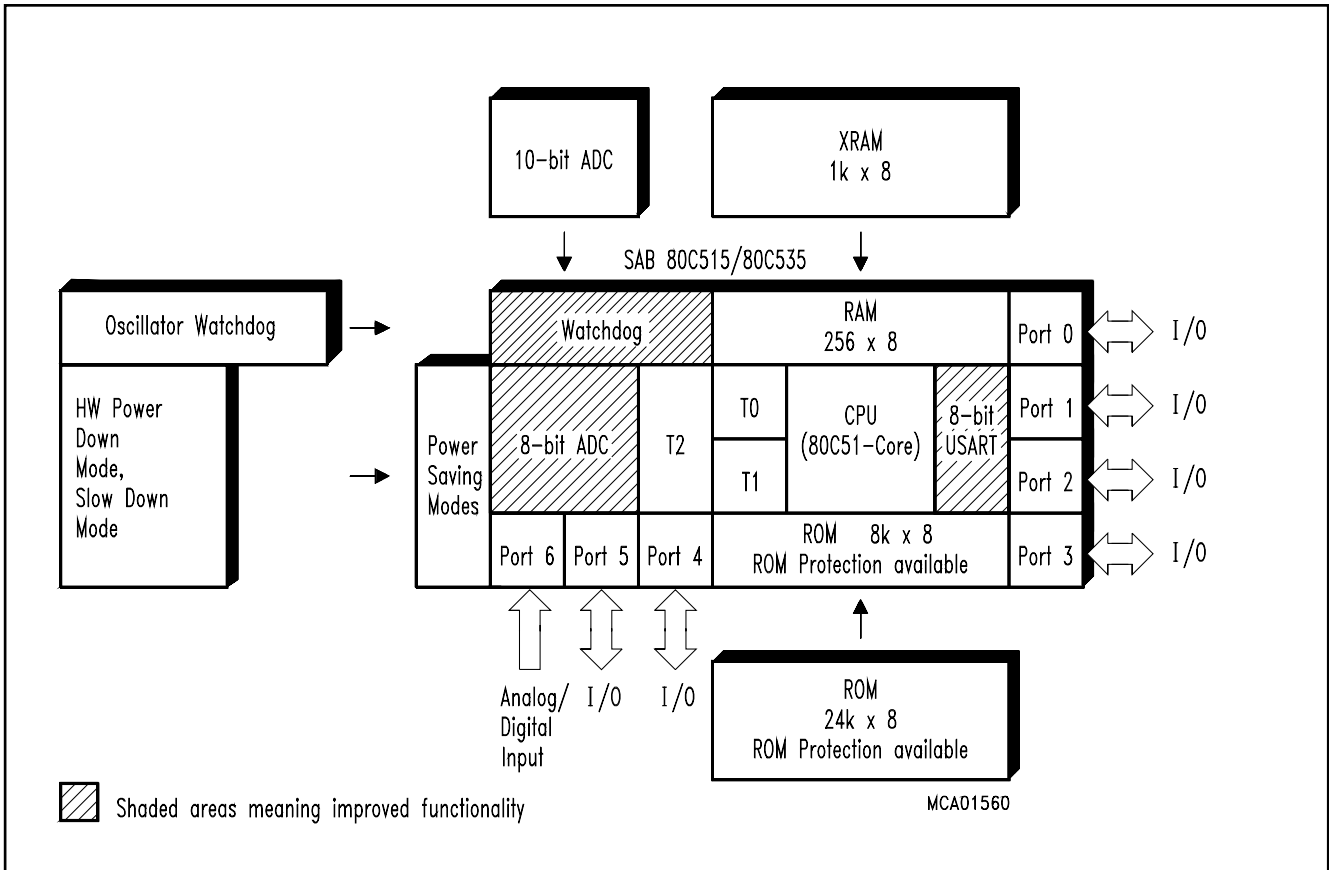 10-bit ADC
XRAM
1k x 8
SAB 80C515/80C535
Oscillator Watchdog
Watchdog
RAM
256 x 8
Port 0
I/O
HW Power
Down
Mode,
Slow Down
Mode
Power
Saving
Modes
8-bit ADC
T2
T0
T1
CPU
(80C51-Core)
8-bit
USART
Port 1
I/O
Port 2
I/O
Port 6
Port 5
Port 4
ROM 8k x 8
ROM Protection available
Port 3
I/O
Analog/
Digital
Input
I/O
I/O
ROM
24k x 8
ROM Protection available
MCA01560
Shaded areas meaning improved functionality